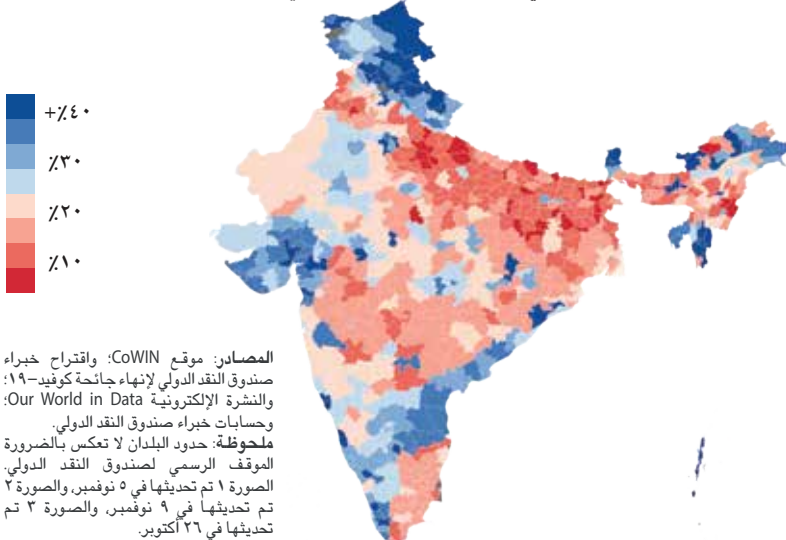 +٪٤٠
٪٣٠
٪٢٠
٪١٠
المصادر: موقع CoWIN؛ واقتراح خبراء
صندوق النقد الدولي لإنهاء جائحة كوفيد–١٩؛
والنشرة الإلكترونية Our World in Data؛
وحسابات خبراء صندوق النقد الدولي.
ملحوظة: حدود البلدان لا تعكس بالضرورة
الموقف الرسمي لصندوق النقد الدولي.
الصورة ١ تم تحديثها في ٥ نوفمبر، والصورة ٢
تم تحديثها في ٩ نوفمبر، والصورة ٣ تم
تحديثها في ٢٦ أكتوبر.